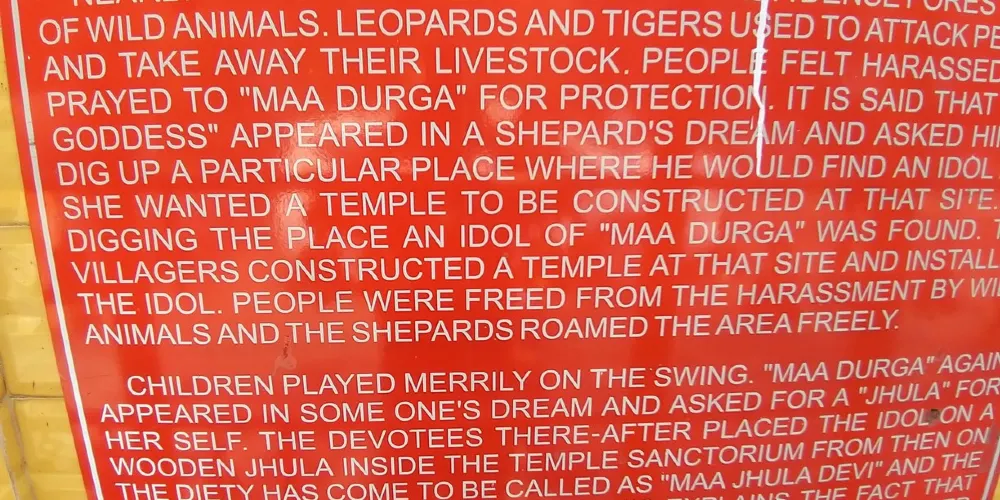 OF WILD ANIMALS. LEOPARDS AND TIGERS USED TO ATTACK
AND TAKE AWAY THEIR LIVESTOCK. PEOPLE FELT HARASSED
PRAYED TO "MAA DURGA" FOR PROTECTION. IT IS SAID THAT
GODDESS" APPEARED IN A SHEPARD'S DREAM AND ASKED
DIG UP A PARTICULAR PLACE WHERE HE WOULD FIND AN IDOL.
SHE WANTED A TEMPLE TO BE CONSTRUCTED AT THAT SITE.
DIGGING THE PLACE AN IDOL OF "MAA DURGA" WAS FOUND.
VILLAGERS CONSTRUCTED A TEMPLE AT THAT SITE AND
THE IDOL. PEOPLE WERE FREED FROM THE HARASSMENT BY
ANIMALS AND THE SHEPARDS ROAMED THE AREA FREELY.
CHILDREN PLAYED MERRILY ON THE SWING. "MAA DURGA" AGAIN
APPEARED IN SOME ONE'S DREAM AND ASKED FOR A "JHULA" FOR
HER SELF. THE DEVOTEES THERE-AFTER PLACED THE IDOL ON A
WOODEN JHULA INSIDE THE TEMPLE SANCTORIUM FROM THEN ON
THE DIETY HAS COME TO BE CALLED AS "MAA JHULA DEVI" AND THE
EXPLAINS THE FACT THAT